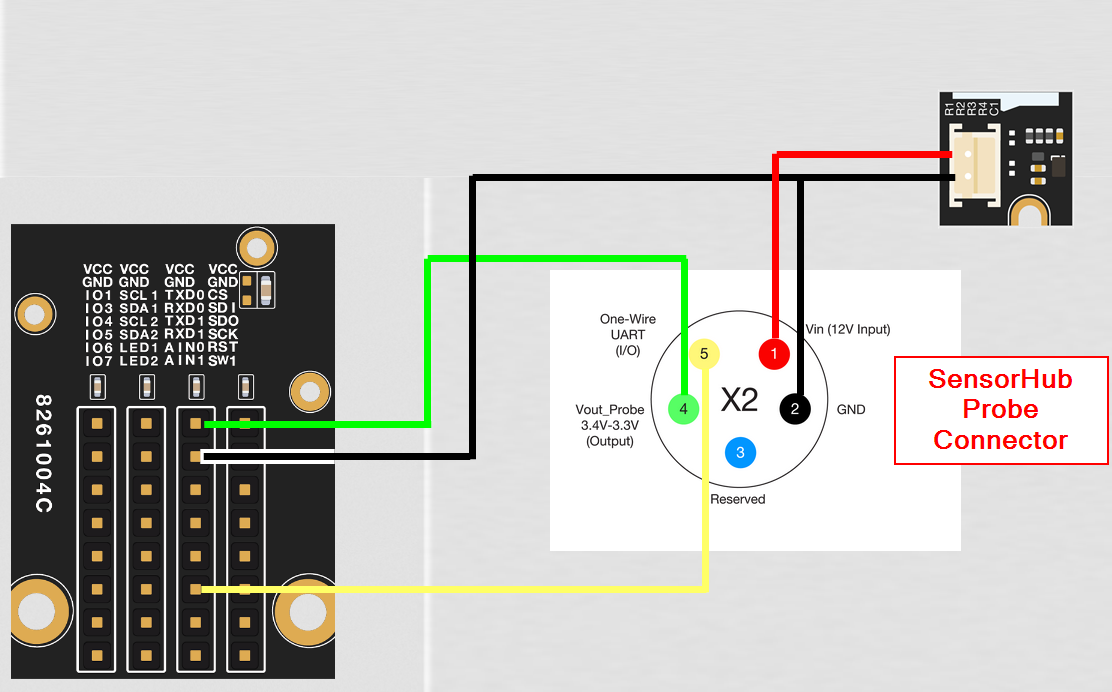 R1
R2
R3
R4
C1
VCC VCC VCC VCC
GND GND GND GND
IO1 SCL1 TXD0 CS
IO3 SDA1 RXD0 SDI
IO4 SCL2 TXD1 SDO
IO5 SDA2 RXD1 SCK
IO6 LED1 AIN0 RST
IO7 LED2 AIN1 SW1
8261004C
One-Wire
UART
(I/O)
Vin (12V Input)
5
1
Vout_Probe
3.4V-3.3V
(Output)
4
X2
2
GND
3
Reserved
SensorHub
Probe
Connector